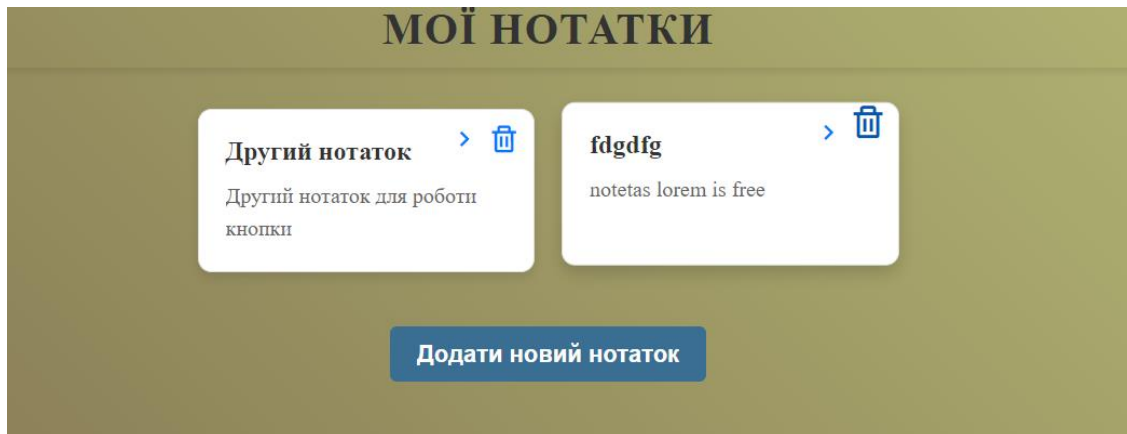 МОЇ НОТАТКИ
Другий нотаток
Другий нотаток для роботи
кнопки
fdgdfg
notetas lorem is free
Додати новий нотаток